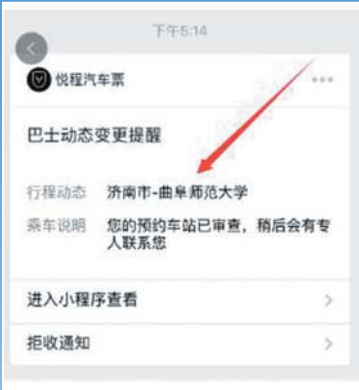 下午5:14
悦程汽车票
巴士动态变更提醒
行程动态 济南市-曲阜师范大学
乘车说明 您的预约车站已审查，稍后会有专
人联系您
进入小程序查看
拒收通知